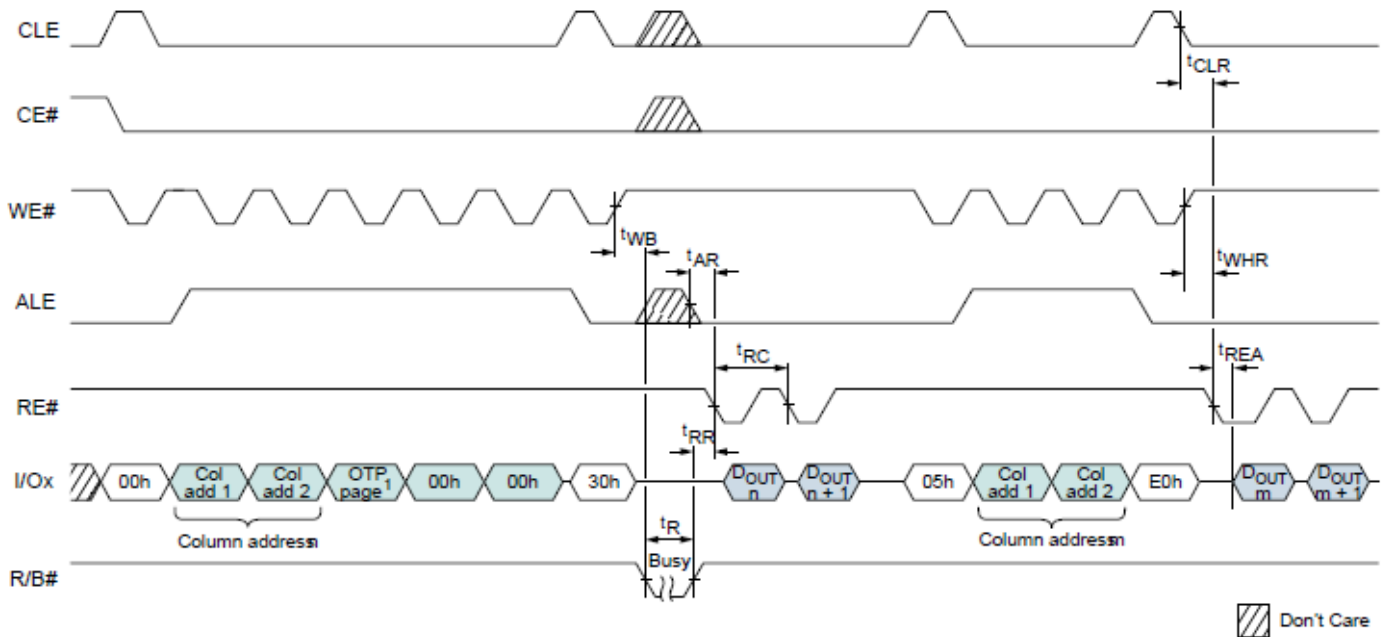 CLE
tCLR
CE#
WE#
tWB
tAR
tWHR
ALE
tRC
tREA
RE#
tRR
I/Ox
00h
Col add 1
Col add 2
OTP page1
00h
00h
30h
DOUT n
DOUT n + 1
05h
Col add 1
Col add 2
E0h
DOUT m
DOUT m + 1
Column address n
tR
Column address m
R/B#
Busy
Don't Care